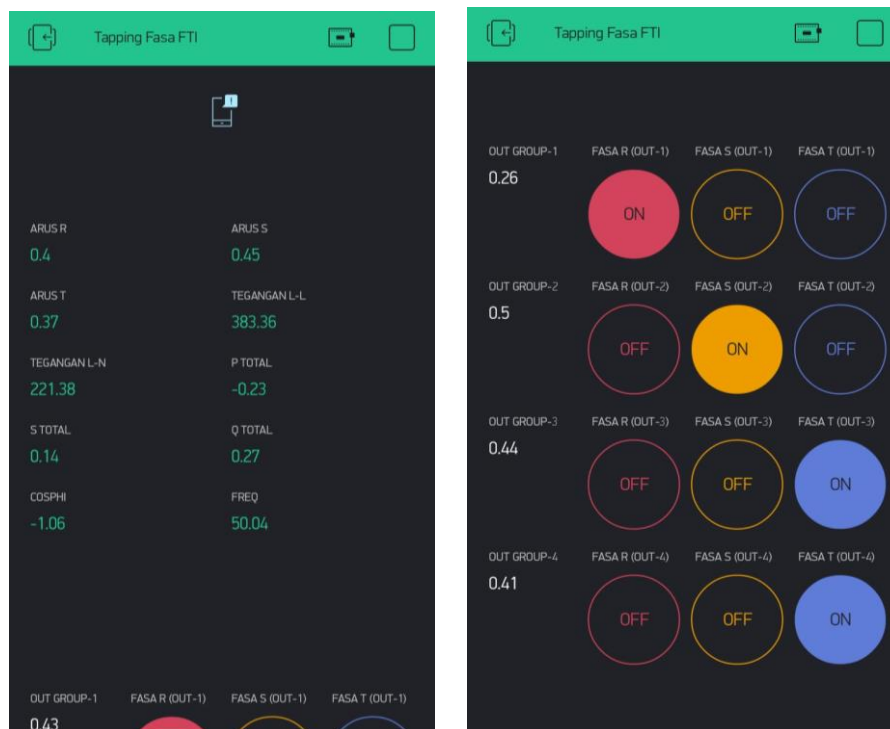 Tapping Fasa FTI
ARUS R ARUS S
0.4 0.45
ARUS T TEGANGAN L-L
0.37 383.36
TEGANGAN L-N P TOTAL
221.38 -0.23
S TOTAL Q TOTAL
0.14 0.27
COSPHI FREQ
-1.06 50.04
OUT GROUP-1 FASA R (OUT-1) FASA S (OUT-1) FASA T (OUT-1)
0.43
Tapping Fasa FTI
OUT GROUP-1 FASA R (OUT-1) FASA S (OUT-1) FASA T (OUT-1)
0.26
ON OFF OFF
OUT GROUP-2 FASA R (OUT-2) FASA S (OUT-2) FASA T (OUT-2)
0.5
OFF ON OFF
OUT GROUP-3 FASA R (OUT-3) FASA S (OUT-3) FASA T (OUT-3)
0.44
OFF OFF ON
OUT GROUP-4 FASA R (OUT-4) FASA S (OUT-4) FASA T (OUT-4)
0.41
OFF OFF ON